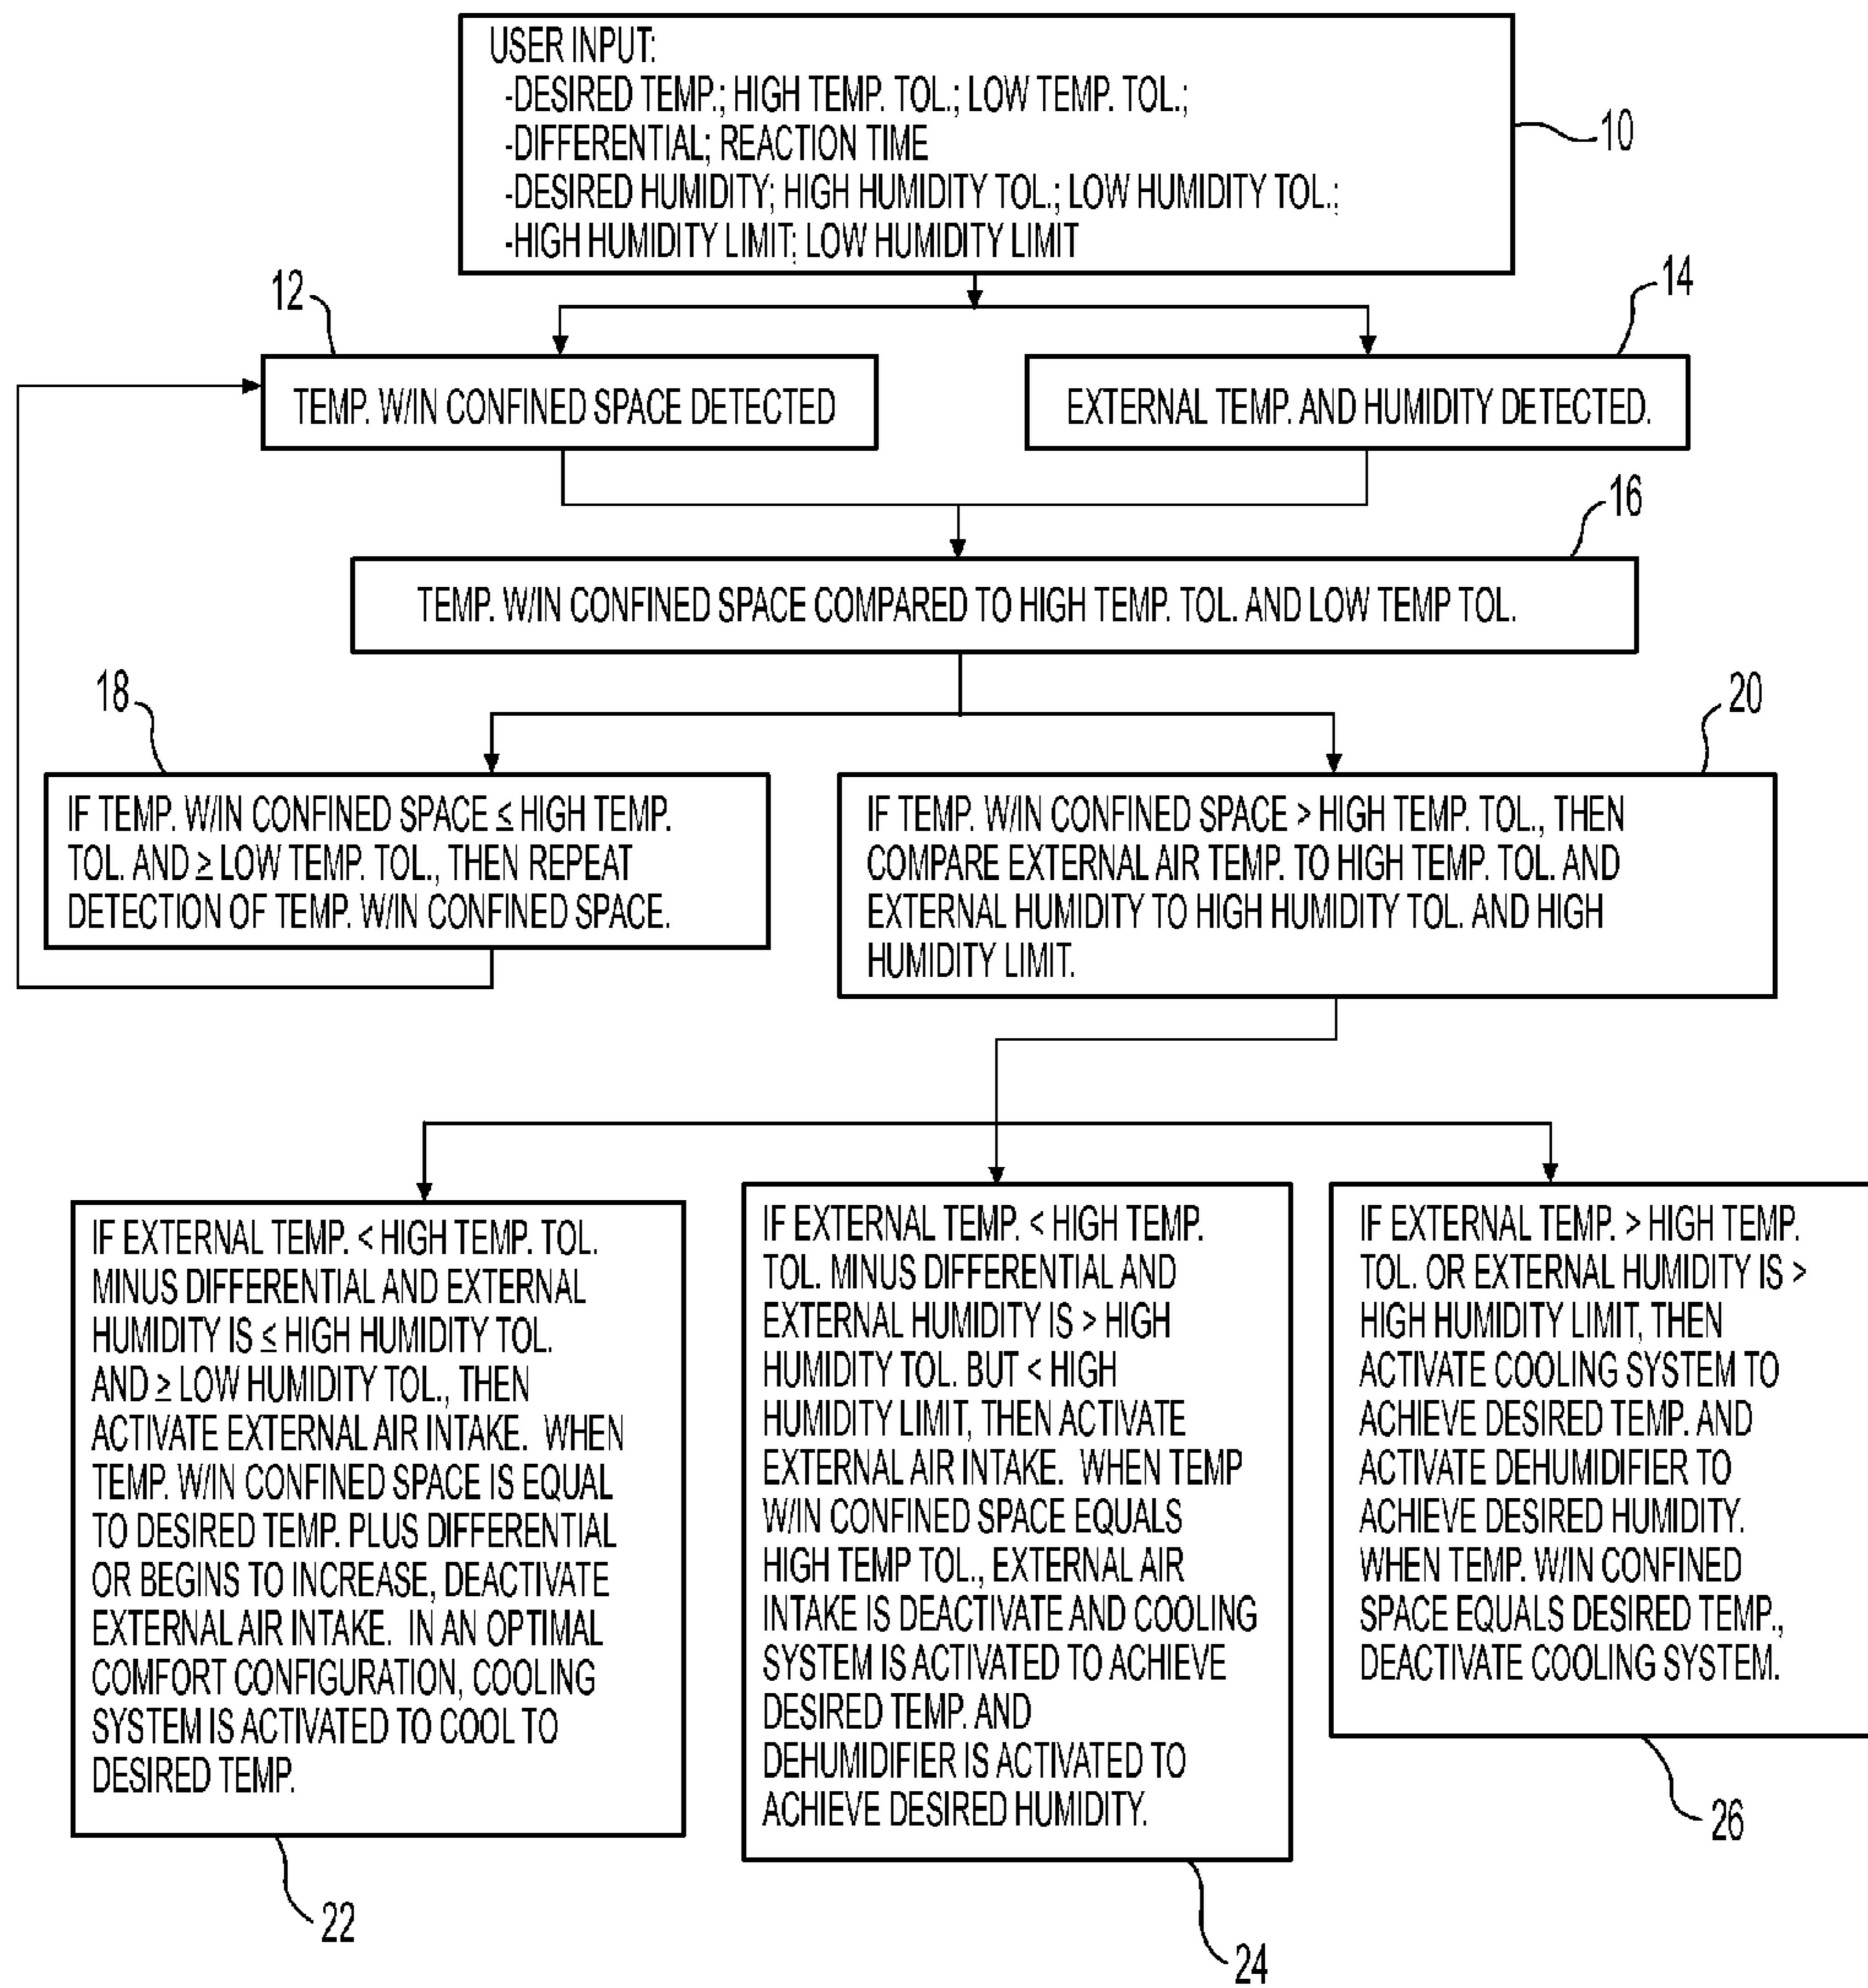 USER INPUT:
-DESIRED TEMP.; HIGH TEMP. TOL.; LOW TEMP. TOL.;
-DIFFERENTIAL; REACTION TIME
-DESIRED HUMIDITY; HIGH HUMIDITY TOL.; LOW HUMIDITY TOL.;
-HIGH HUMIDITY LIMIT; LOW HUMIDITY LIMIT
10
12
14
TEMP. W/IN CONFINED SPACE DETECTED
EXTERNAL TEMP. AND HUMIDITY DETECTED.
16
TEMP. W/IN CONFINED SPACE COMPARED TO HIGH TEMP. TOL. AND LOW TEMP TOL.
18
20
IF TEMP. W/IN CONFINED SPACE ≤ HIGH TEMP.
TOL. AND ≥ LOW TEMP. TOL., THEN REPEAT
DETECTION OF TEMP. W/IN CONFINED SPACE.
IF TEMP. W/IN CONFINED SPACE > HIGH TEMP. TOL., THEN
COMPARE EXTERNAL AIR TEMP. TO HIGH TEMP. TOL. AND
EXTERNAL HUMIDITY TO HIGH HUMIDITY TOL. AND HIGH
HUMIDITY LIMIT.
IF EXTERNAL TEMP. < HIGH TEMP. TOL.
MINUS DIFFERENTIAL AND EXTERNAL
HUMIDITY IS ≤ HIGH HUMIDITY TOL.
AND ≥ LOW HUMIDITY TOL., THEN
ACTIVATE EXTERNAL AIR INTAKE. WHEN
TEMP. W/IN CONFINED SPACE IS EQUAL
TO DESIRED TEMP. PLUS DIFFERENTIAL
OR BEGINS TO INCREASE, DEACTIVATE
EXTERNAL AIR INTAKE. IN AN OPTIMAL
COMFORT CONFIGURATION, COOLING
SYSTEM IS ACTIVATED TO COOL TO
DESIRED TEMP.
22
IF EXTERNAL TEMP. < HIGH TEMP.
TOL. MINUS DIFFERENTIAL AND
EXTERNAL HUMIDITY IS > HIGH
HUMIDITY TOL. BUT < HIGH
HUMIDITY LIMIT, THEN ACTIVATE
EXTERNAL AIR INTAKE. WHEN TEMP
W/IN CONFINED SPACE EQUALS
HIGH TEMP TOL., EXTERNAL AIR
INTAKE IS DEACTIVATE AND COOLING
SYSTEM IS ACTIVATED TO ACHIEVE
DESIRED TEMP. AND
DEHUMIDIFIER IS ACTIVATED TO
ACHIEVE DESIRED HUMIDITY.
24
IF EXTERNAL TEMP. > HIGH TEMP.
TOL. OR EXTERNAL HUMIDITY IS >
HIGH HUMIDITY LIMIT, THEN
ACTIVATE COOLING SYSTEM TO
ACHIEVE DESIRED TEMP. AND
ACTIVATE DEHUMIDIFIER TO
ACHIEVE DESIRED HUMIDITY.
WHEN TEMP. W/IN CONFINED
SPACE EQUALS DESIRED TEMP.,
DEACTIVATE COOLING SYSTEM.
26